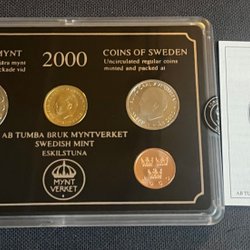 MYNT 2000 COINS OF SWEDEN
Uncirculated regular coins
minted and packed at
AB TUMBA BRUK MYNTVERKET
SWEDISH MINT
ESKILSTUNA
MYNT
VERKET